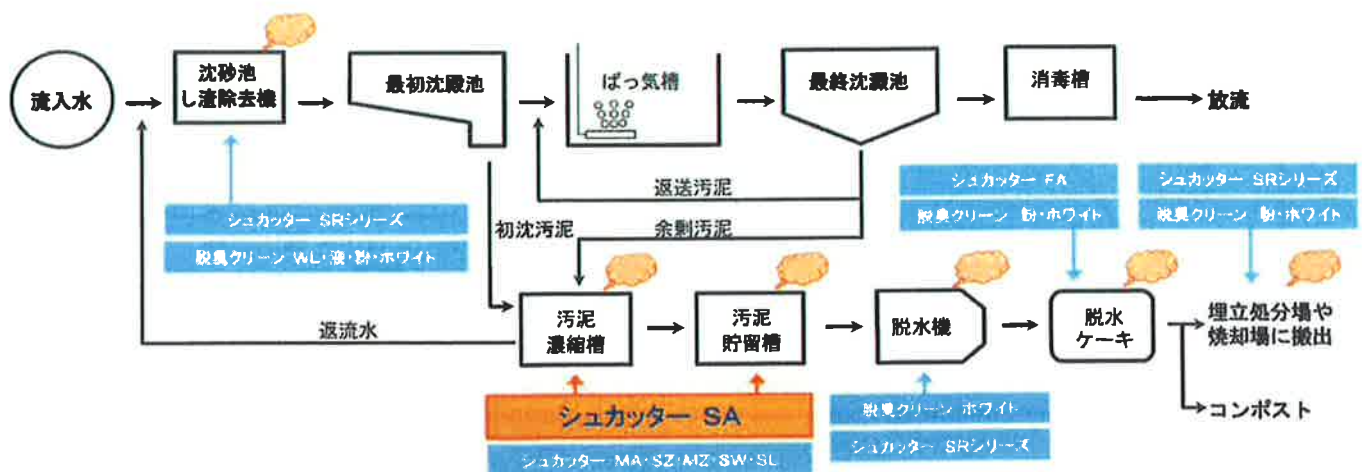 流入水
沈砂池
し渣除去機
最初沈殿池
ばっ気槽
最終沈澱池
消毒槽
放流
返送汚泥
シュカッター FA
脱臭クリーン 粉・ホワイト
シュカッター SRシリーズ
脱臭クリーン 粉・ホワイト
シュカッター SRシリーズ
脱臭クリーン WL・液・粉・ホワイト
初沈汚泥
余剰汚泥
返流水
汚泥
濃縮槽
汚泥
貯留槽
脱水機
脱水
ケーキ
埋立処分場や
焼却場に搬出
コンポスト
シュカッター SA
シュカッター MA・SZ・MZ・SW・SL
脱臭クリーン ホワイト
シュカッター SRシリーズ